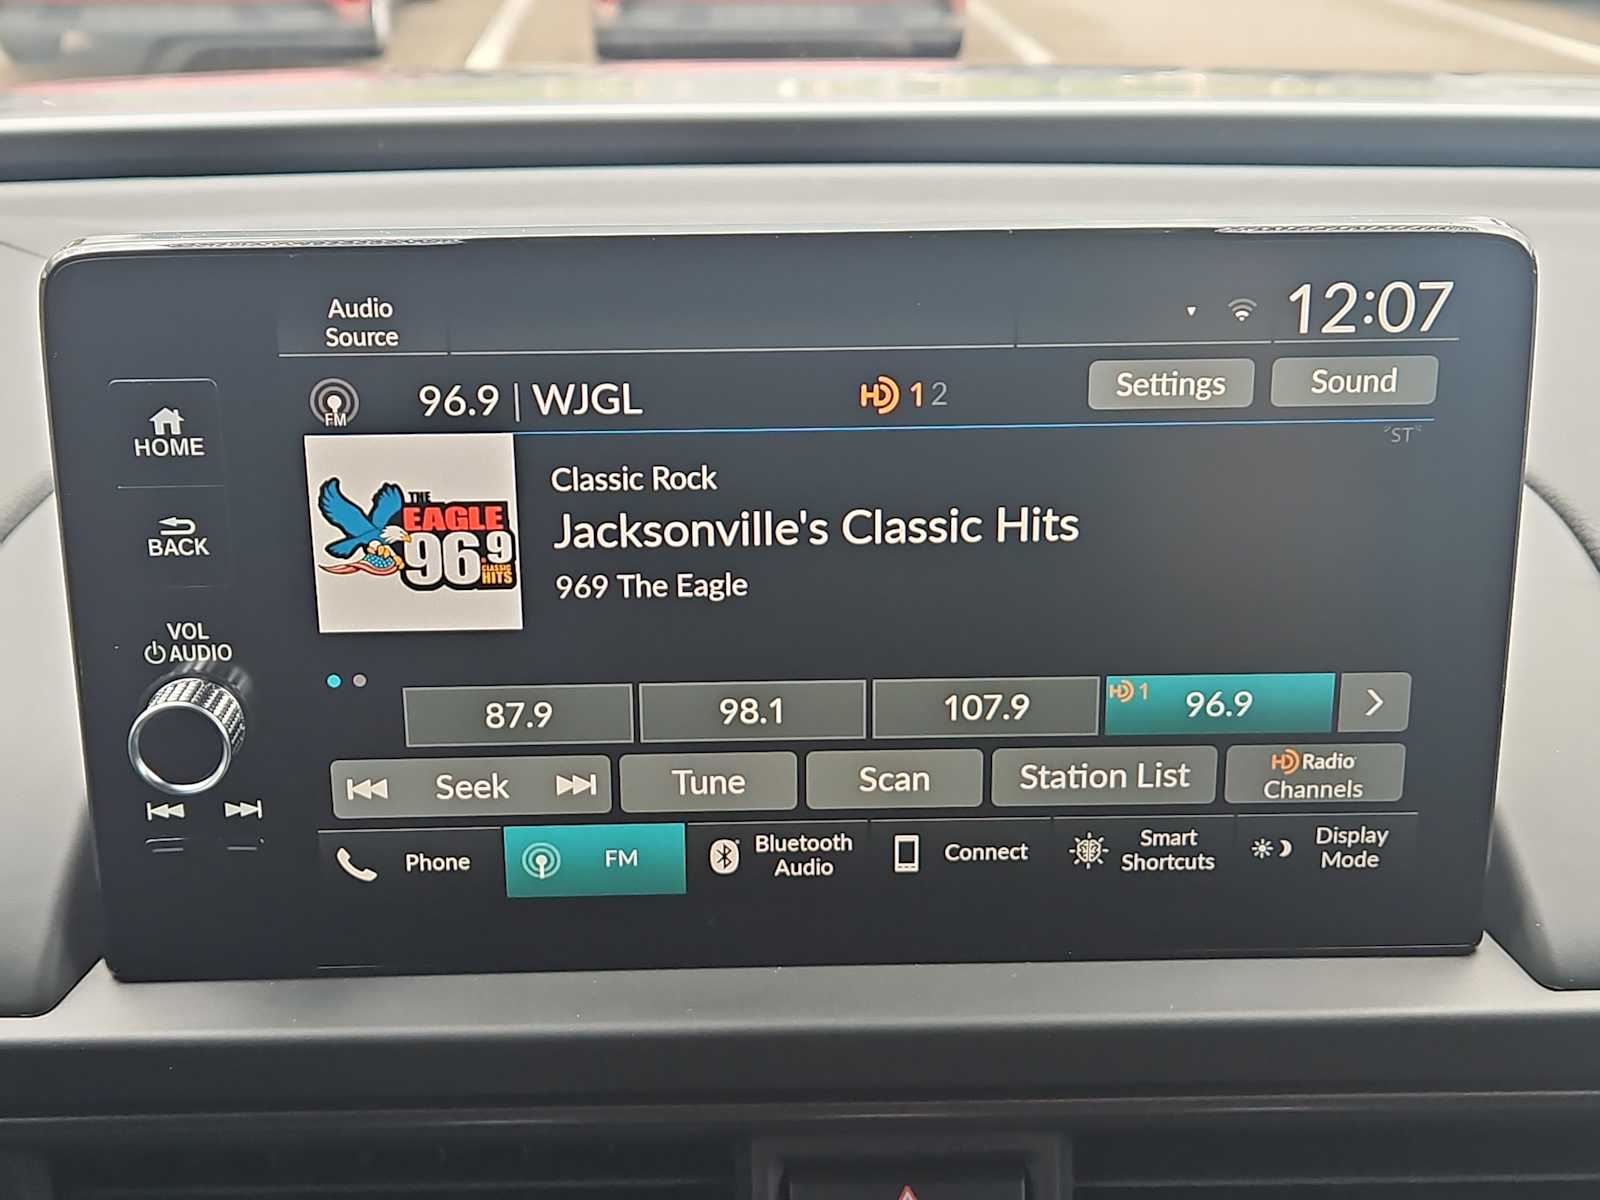 Audio
Source
12:07
FM
96.9 | WJGL
HD 1 2
Settings
Sound
ST
HOME
BACK
VOL
AUDIO
THE
EAGLE
96.9
CLASSIC
HITS
Classic Rock
Jacksonville's Classic Hits
969 The Eagle
87.9
98.1
107.9
HD 1
96.9
Seek
Tune
Scan
Station List
HD Radio
Channels
Phone
FM
Bluetooth
Audio
Connect
Smart
Shortcuts
Display
Mode